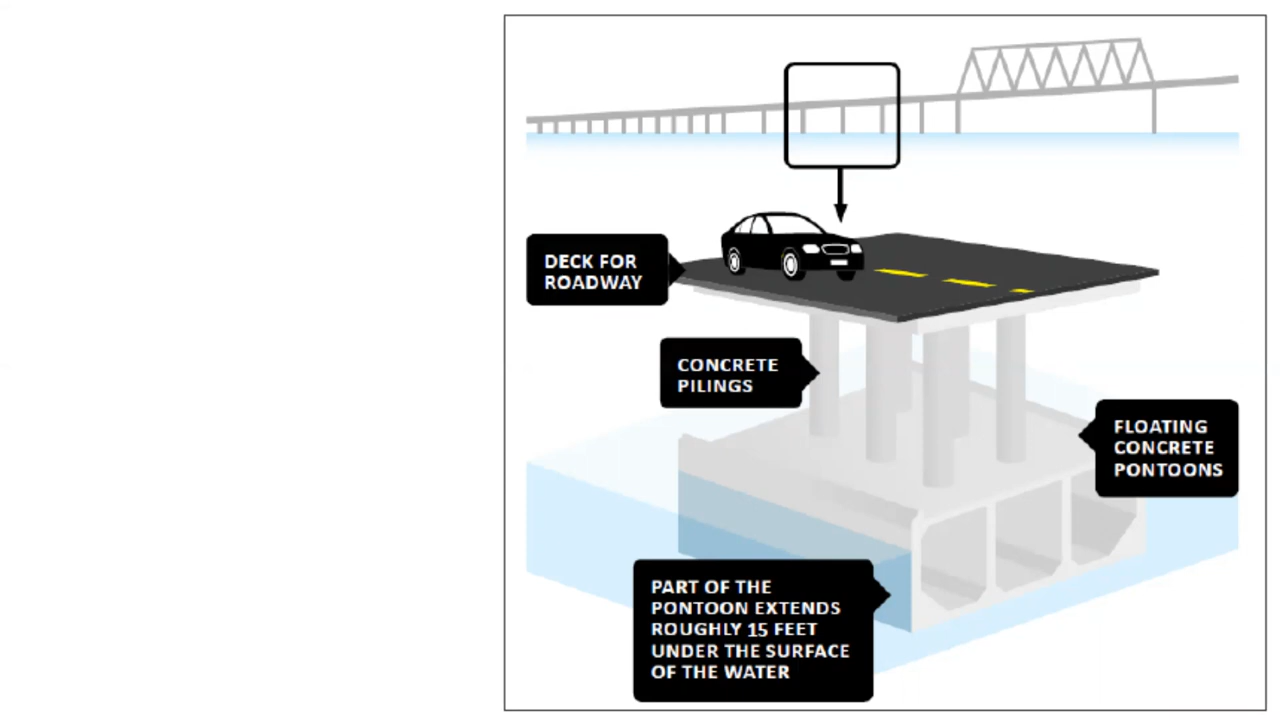 DECK FOR
ROADWAY
CONCRETE
PILINGS
FLOATING
CONCRETE
PONTOONS
PART OF THE
PONTOON EXTENDS
ROUGHLY 15 FEET
UNDER THE SURFACE
OF THE WATER